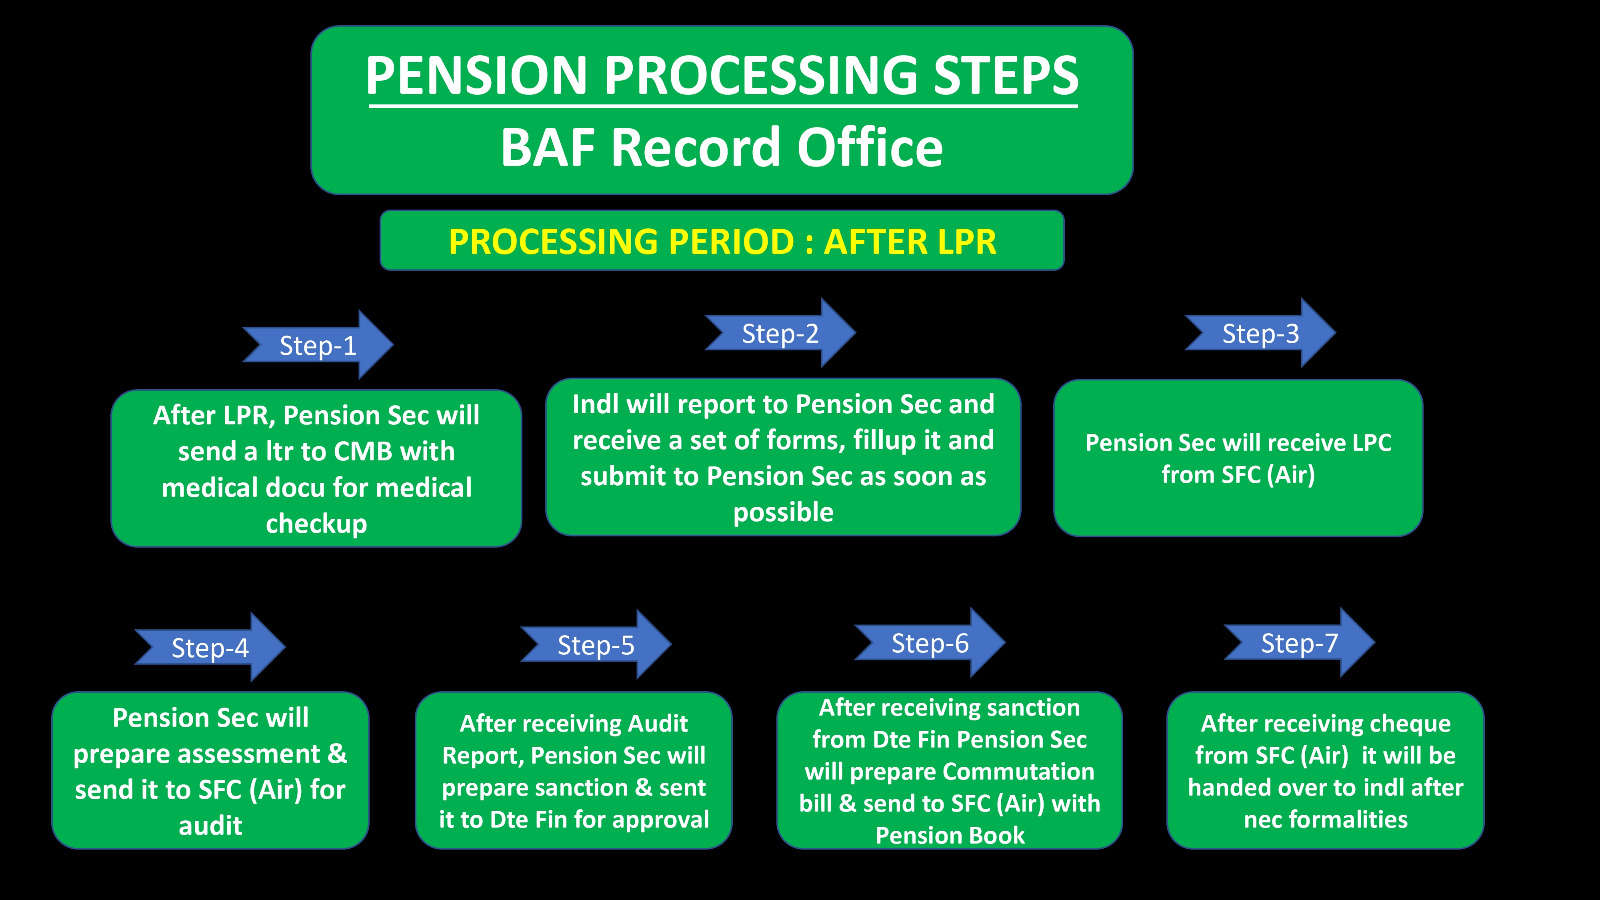 PENSION PROCESSING STEPS
BAF Record Office
PROCESSING PERIOD : AFTER LPR
Step-1
After LPR, Pension Sec will
send a ltr to CMB with
medical docu for medical
checkup
Step-2
Indl will report to Pension Sec and
receive a set of forms, fillup it and
submit to Pension Sec as soon as
possible
Step-3
Pension Sec will receive LPC
from SFC (Air)
Step-4
Pension Sec will
prepare assessment &
send it to SFC (Air) for
audit
Step-5
After receiving Audit
Report, Pension Sec will
prepare sanction & sent
it to Dte Fin for approval
Step-6
After receiving sanction
from Dte Fin Pension Sec
will prepare Commutation
bill & send to SFC (Air) with
Pension Book
Step-7
After receiving cheque
from SFC (Air) it will be
handed over to indl after
nec formalities